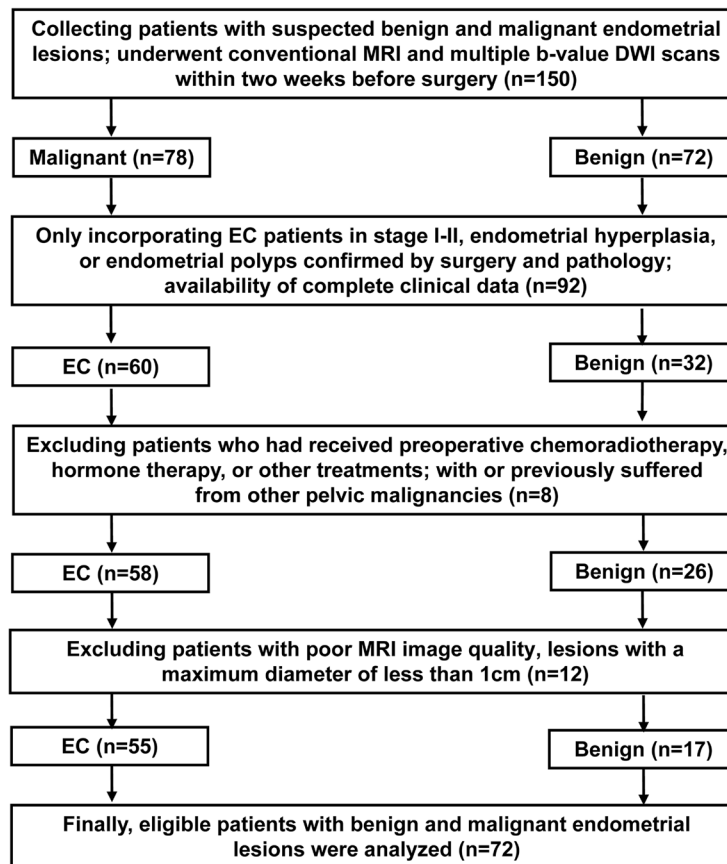 Collecting patients with suspected benign and malignant endometrial
lesions; underwent conventional MRI and multiple b-value DWI scans
within two weeks before surgery (n=150)
Malignant (n=78)
Benign (n=72)
Only incorporating EC patients in stage I-II, endometrial hyperplasia,
or endometrial polyps confirmed by surgery and pathology;
availability of complete clinical data (n=92)
EC (n=60)
Benign (n=32)
Excluding patients who had received preoperative chemoradiotherapy,
hormone therapy, or other treatments; with or previously suffered
from other pelvic malignancies (n=8)
EC (n=58)
Benign (n=26)
Excluding patients with poor MRI image quality, lesions with a
maximum diameter of less than 1cm (n=12)
EC (n=55)
Benign (n=17)
Finally, eligible patients with benign and malignant endometrial
lesions were analyzed (n=72)